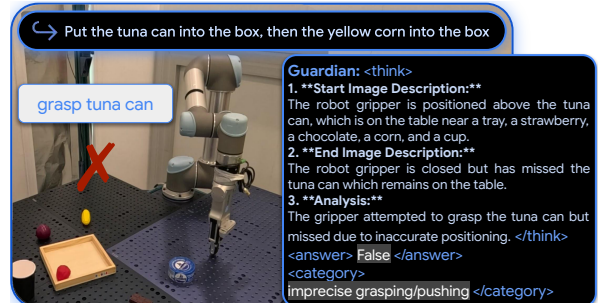 Put the tuna can into the box, then the yellow corn into the box
grasp tuna can
Guardian: <think>
1. **Start Image Description:**
The robot gripper is positioned above the tuna
can, which is on the table near a tray, a strawberry,
a chocolate, a corn, and a cup.
2. **End Image Description:**
The robot gripper is closed but has missed the
tuna can which remains on the table.
3. **Analysis:**
The gripper attempted to grasp the tuna can but
missed due to inaccurate positioning. </think>
<answer> False </answer>
<category>
imprecise grasping/pushing </category>